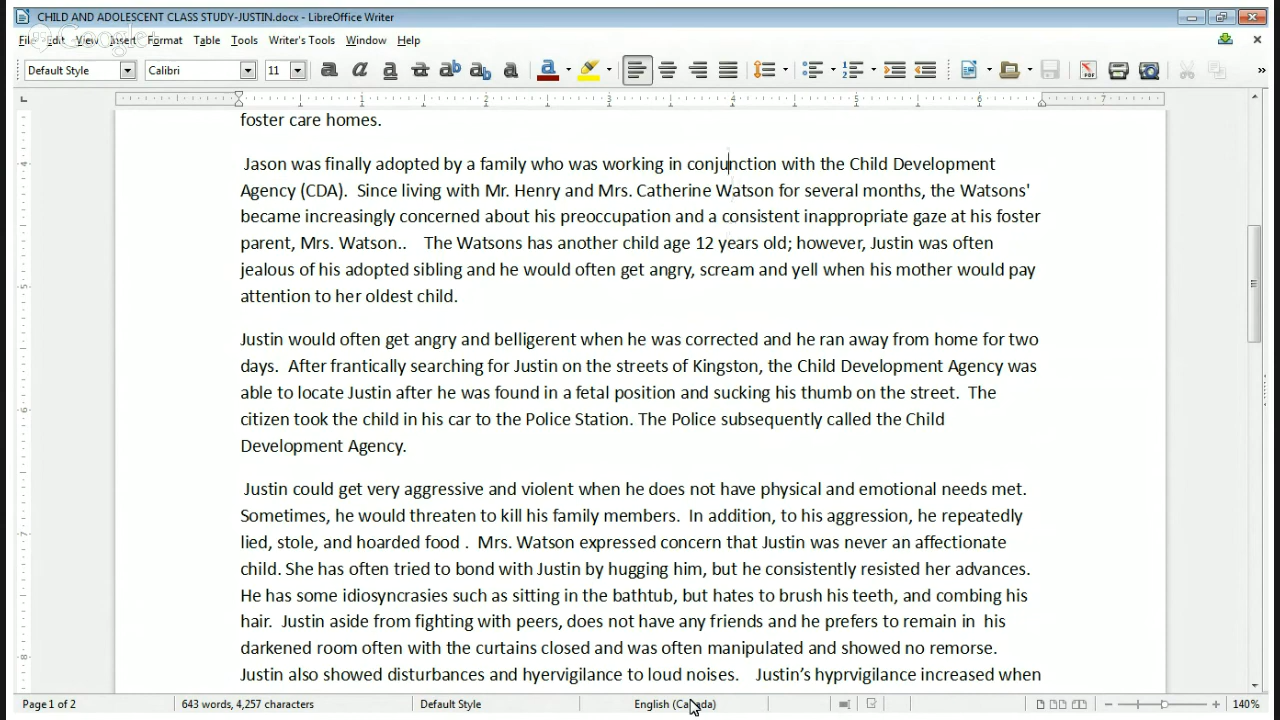 CHILD AND ADOLESCENT CLASS STUDY-JUSTIN.docx - LibreOffice Writer
File Edit View Insert Format Table Tools Writer's Tools Window Help
Google+
Default Style Calibri 11
1 2 3 4 5 6 7
foster care homes.
Jason was finally adopted by a family who was working in conjunction with the Child Development
Agency (CDA).  Since living with Mr. Henry and Mrs. Catherine Watson for several months, the Watsons'
became increasingly concerned about his preoccupation and a consistent inappropriate gaze at his foster
parent, Mrs. Watson..    The Watsons has another child age 12 years old; however, Justin was often
jealous of his adopted sibling and he would often get angry, scream and yell when his mother would pay
attention to her oldest child.
Justin would often get angry and belligerent when he was corrected and he ran away from home for two
days.  After frantically searching for Justin on the streets of Kingston, the Child Development Agency was
able to locate Justin after he was found in a fetal position and sucking his thumb on the street.  The
citizen took the child in his car to the Police Station. The Police subsequently called the Child
Development Agency.
Justin could get very aggressive and violent when he does not have physical and emotional needs met.
Sometimes, he would threaten to kill his family members.  In addition, to his aggression, he repeatedly
lied, stole, and hoarded food .  Mrs. Watson expressed concern that Justin was never an affectionate
child. She has often tried to bond with Justin by hugging him, but he consistently resisted her advances.
He has some idiosyncrasies such as sitting in the bathtub, but hates to brush his teeth, and combing his
hair.  Justin aside from fighting with peers, does not have any friends and he prefers to remain in  his
darkened room often with the curtains closed and was often manipulated and showed no remorse.
Justin also showed disturbances and hyervigilance to loud noises.    Justin's hyprvigilance increased when
Page 1 of 2 643 words, 4,257 characters Default Style English (Canada) 140%